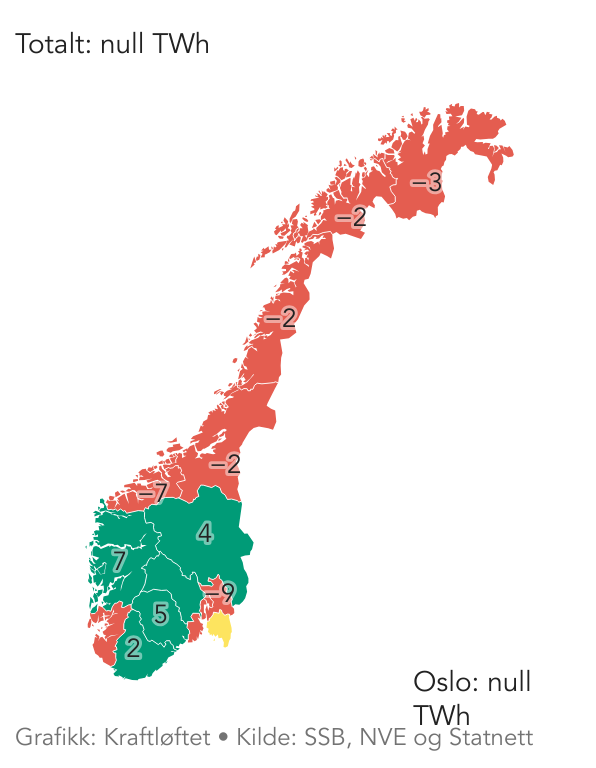 Totalt: null TWh
−3
−2
−2
−2
−7
4
7
−9
5
2
Oslo: null
TWh
Grafikk: Kraftløftet • Kilde: SSB, NVE og Statnett